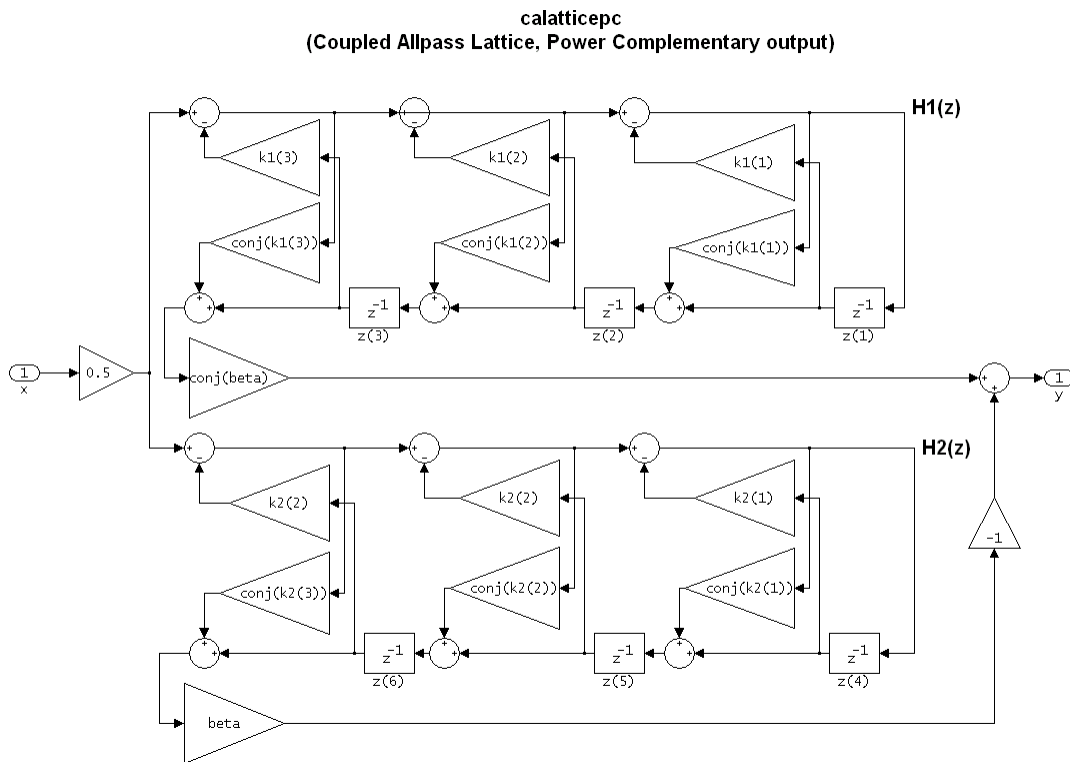 calatticepc
(Coupled Allpass Lattice, Power Complementary output)
H1(z)
k1(3)
k1(2)
k1(1)
conj(k1(3))
conj(k1(2))
conj(k1(1))
z-1
z(3)
z-1
z(2)
z-1
z(1)
1
x
0.5
conj(beta)
1
y
H2(z)
k2(2)
k2(2)
k2(1)
-1
conj(k2(3))
conj(k2(2))
conj(k2(1))
z-1
z(6)
z-1
z(5)
z-1
z(4)
beta